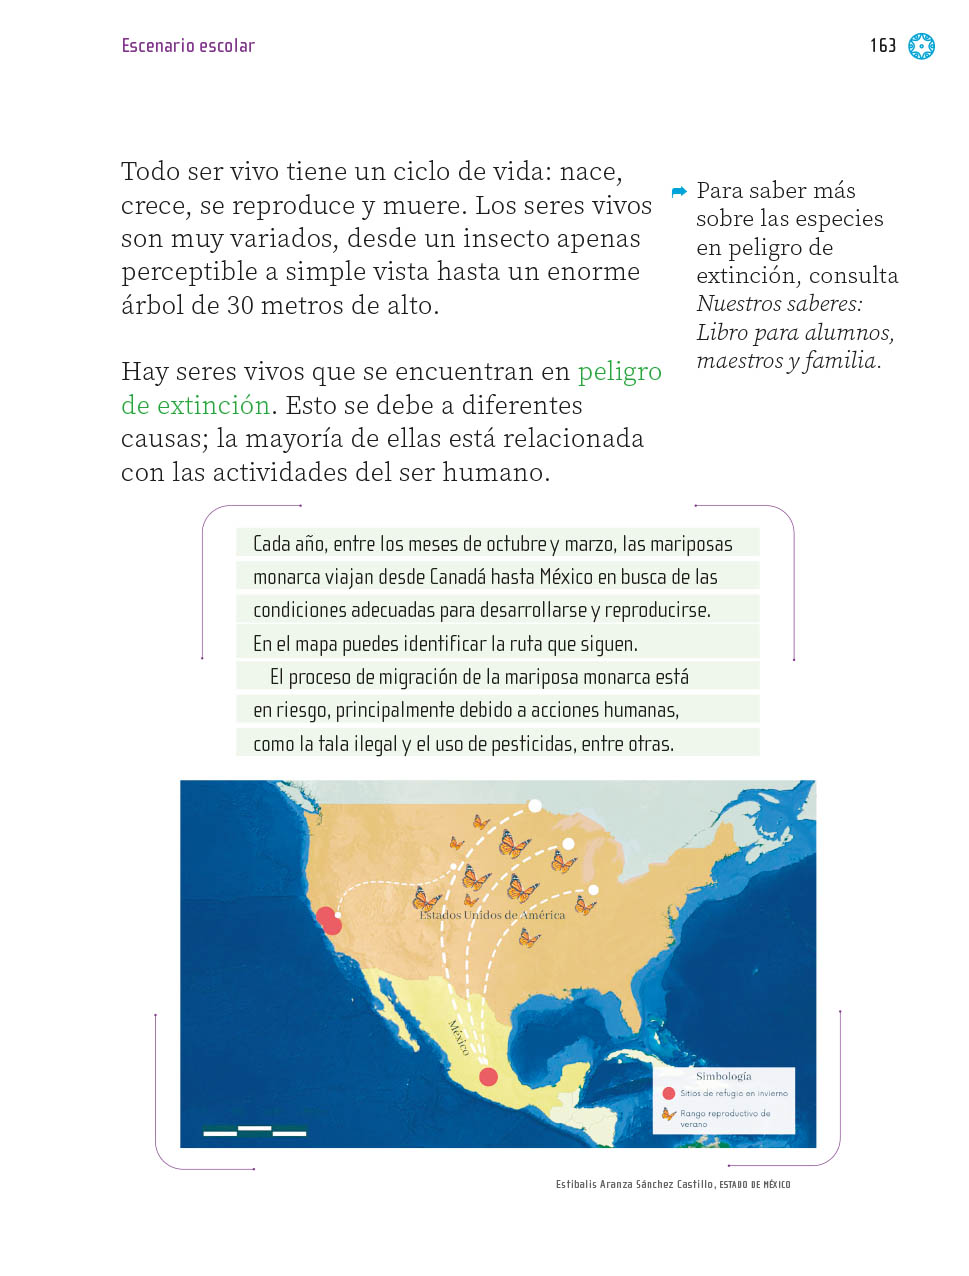 Escenario escolar
163
Todo ser vivo tiene un ciclo de vida: nace,
crece, se reproduce y muere. Los seres vivos
son muy variados, desde un insecto apenas
perceptible a simple vista hasta un enorme
árbol de 30 metros de alto.
Hay seres vivos que se encuentran en peligro
de extinción. Esto se debe a diferentes
causas; la mayoría de ellas está relacionada
con las actividades del ser humano.
Para saber más
sobre las especies
en peligro de
extinción, consulta
Nuestros saberes:
Libro para alumnos,
maestros y familia.
Cada año, entre los meses de octubre y marzo, las mariposas
monarca viajan desde Canadá hasta México en busca de las
condiciones adecuadas para desarrollarse y reproducirse.
En el mapa puedes identificar la ruta que siguen.
El proceso de migración de la mariposa monarca está
en riesgo, principalmente debido a acciones humanas,
como la tala ilegal y el uso de pesticidas, entre otras.
Estados Unidos de América
México
Simbología
Sitios de refugio en invierno
Rango reproductivo de
verano
Estíbalis Aranza Sánchez Castillo, ESTADO DE MÉXICO